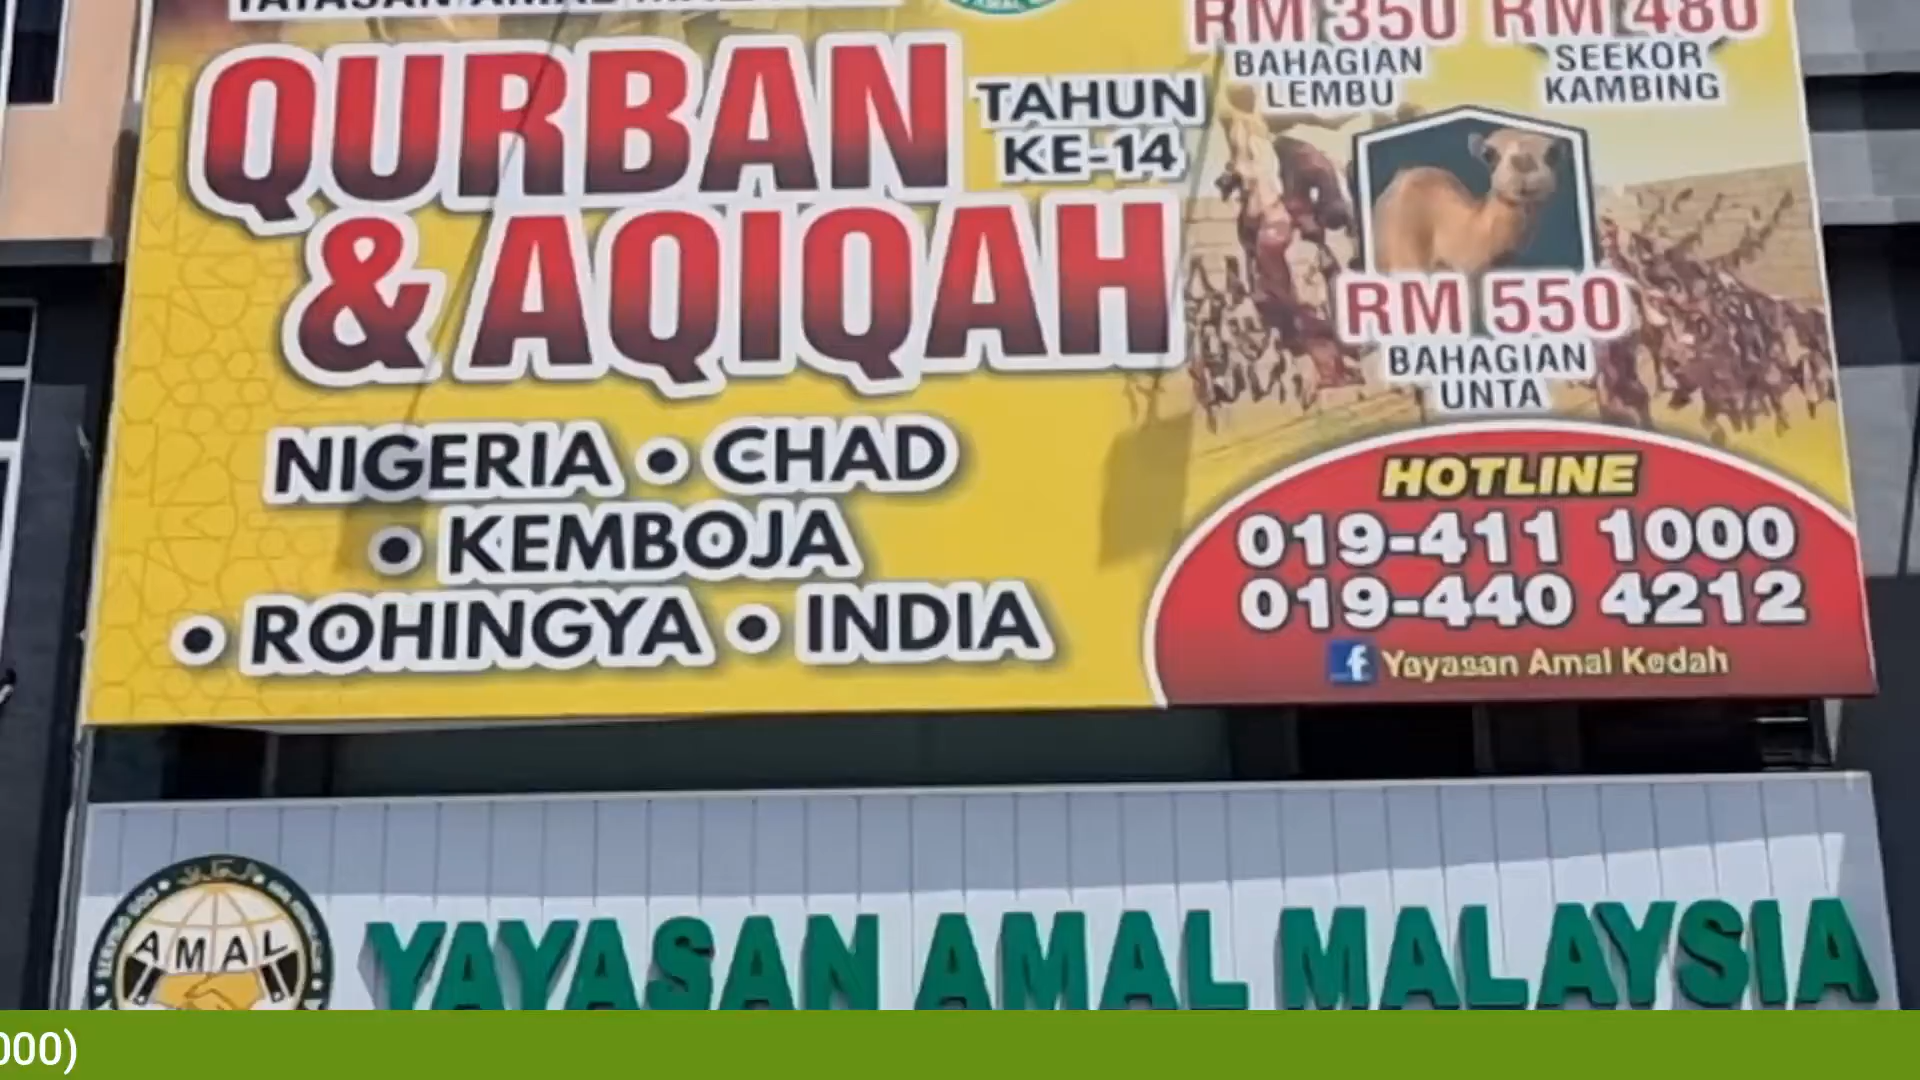 RM 350 RM 480
BAHAGIAN
LEMBU
SEEKOR
KAMBING
QURBAN
& AQIQAH
TAHUN
KE-14
RM 550
BAHAGIAN
UNTA
NIGERIA • CHAD
• KEMBOJA
• ROHINGYA • INDIA
HOTLINE
019-411 1000
019-440 4212
f Yayasan Amal Kedah
AMAL
YAYASAN AMAL MALAYSIA
000)